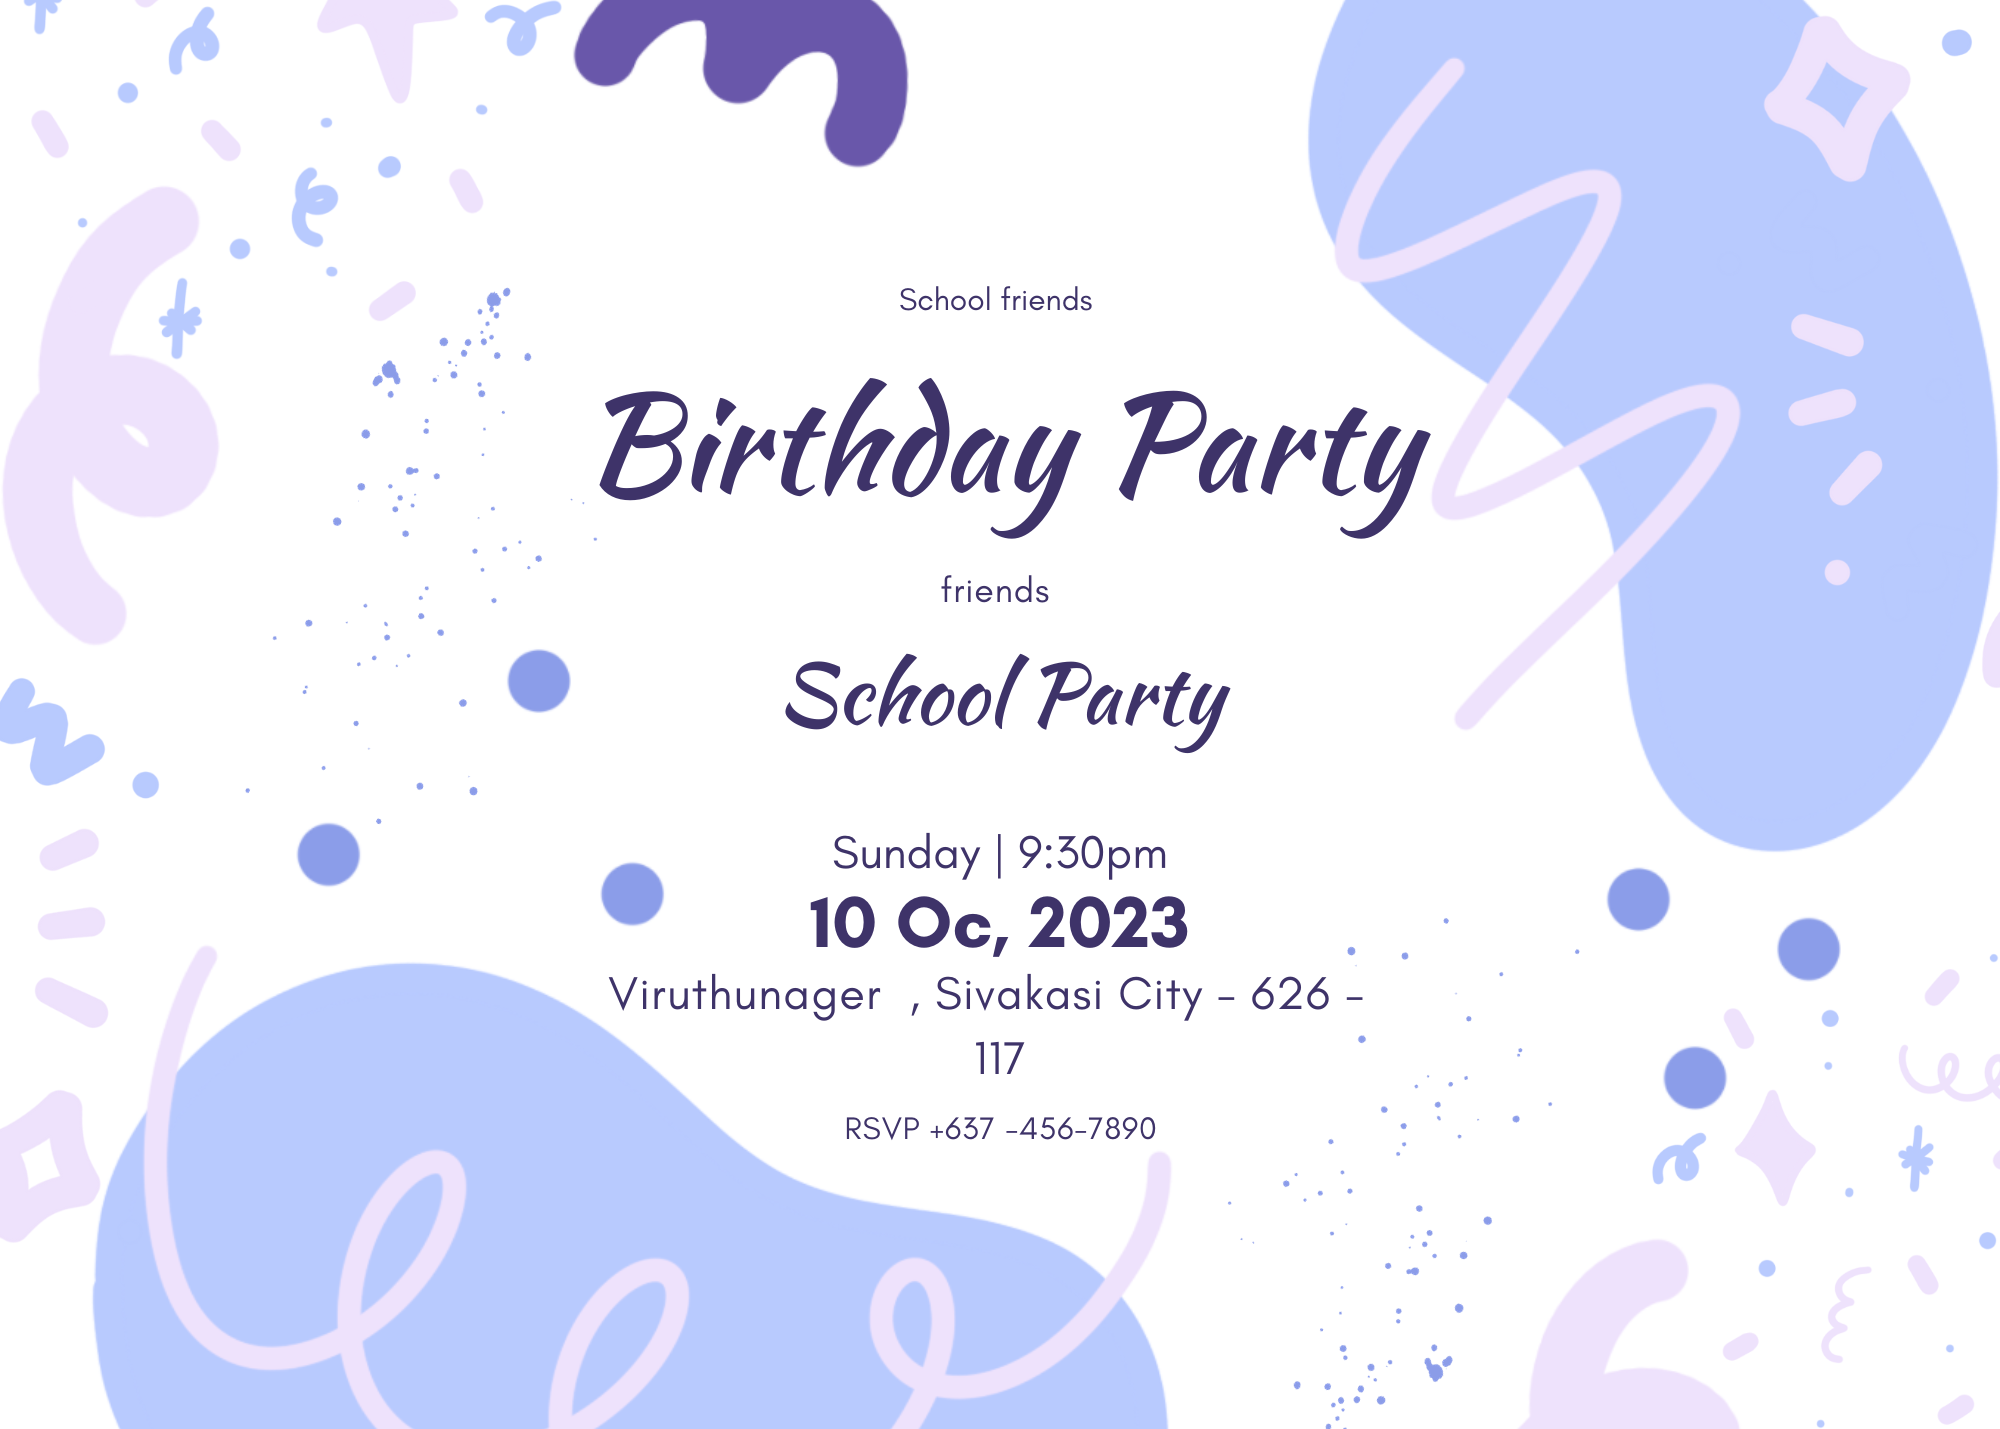 School friends
Birthday Party
friends
School Party
Sunday | 9:30pm
10 Oc, 2023
Viruthunager  , Sivakasi City - 626 -
117
RSVP +637 -456-7890